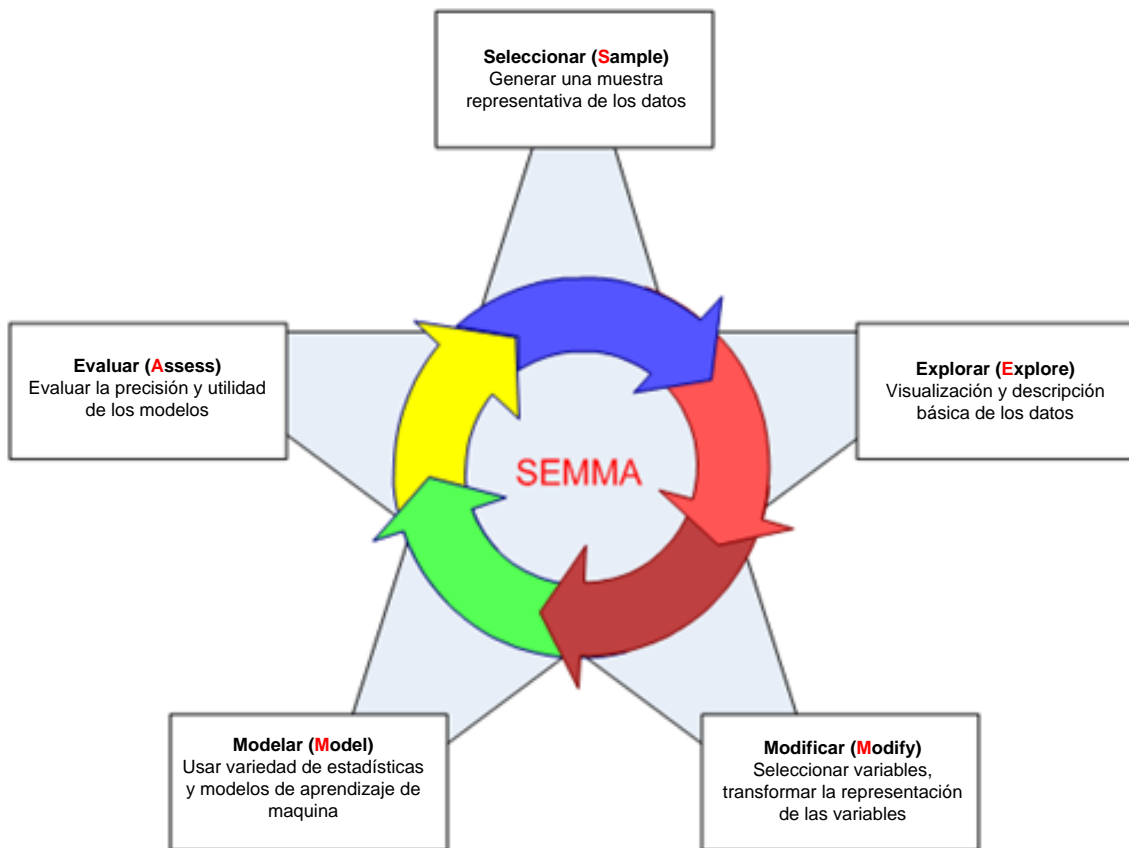 Seleccionar (Sample)
Generar una muestra
representativa de los datos
Evaluar (Assess)
Evaluar la precisión y utilidad
de los modelos
Explorar (Explore)
Visualización y descripción
básica de los datos
SEMMA
Modelar (Model)
Usar variedad de estadísticas
y modelos de aprendizaje de
maquina
Modificar (Modify)
Seleccionar variables,
transformar la representación
de las variables